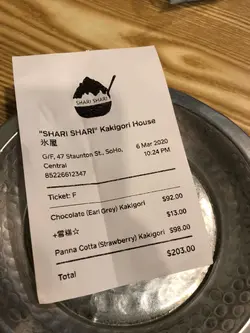 SHARI SHARI
"SHARI SHARI" Kakigori House
氷屋
G/F, 47 Staunton St., SoHo, 6 Mar 2020
Central 10:24 PM
85226612347
Ticket: F
Chocolate (Earl Grey) Kakigori $92.00
+雪糕☆ $13.00
Panna Cotta (Strawberry) Kakigori $98.00
Total $203.00